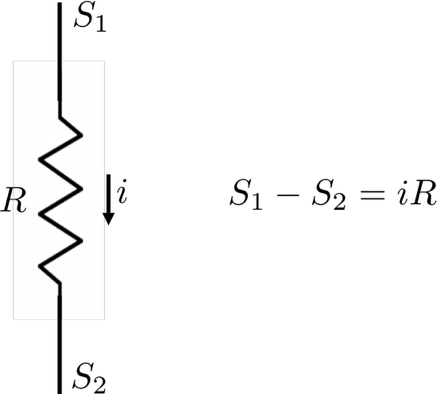 S₁
R
i
S₁ − S₂ = iR
S₂